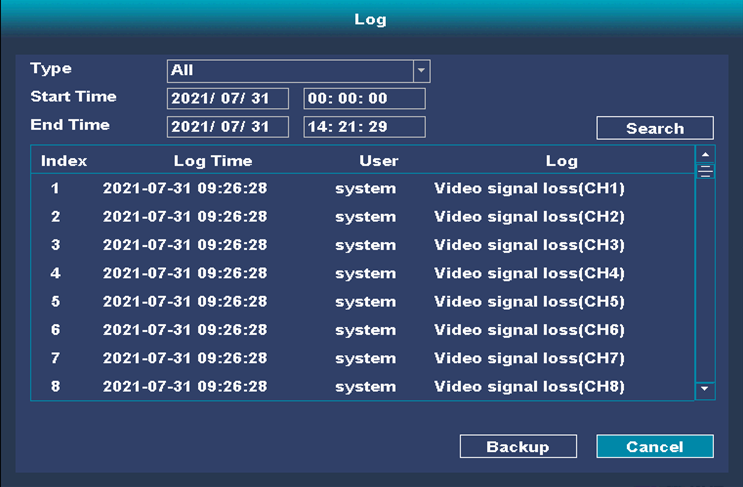 Log
Type All
Start Time 2021/ 07/ 31 00: 00: 00
End Time 2021/ 07/ 31 14: 21: 29
Search
Index Log Time User Log
1 2021-07-31 09:26:28 system Video signal loss(CH1)
2 2021-07-31 09:26:28 system Video signal loss(CH2)
3 2021-07-31 09:26:28 system Video signal loss(CH3)
4 2021-07-31 09:26:28 system Video signal loss(CH4)
5 2021-07-31 09:26:28 system Video signal loss(CH5)
6 2021-07-31 09:26:28 system Video signal loss(CH6)
7 2021-07-31 09:26:28 system Video signal loss(CH7)
8 2021-07-31 09:26:28 system Video signal loss(CH8)
Backup Cancel